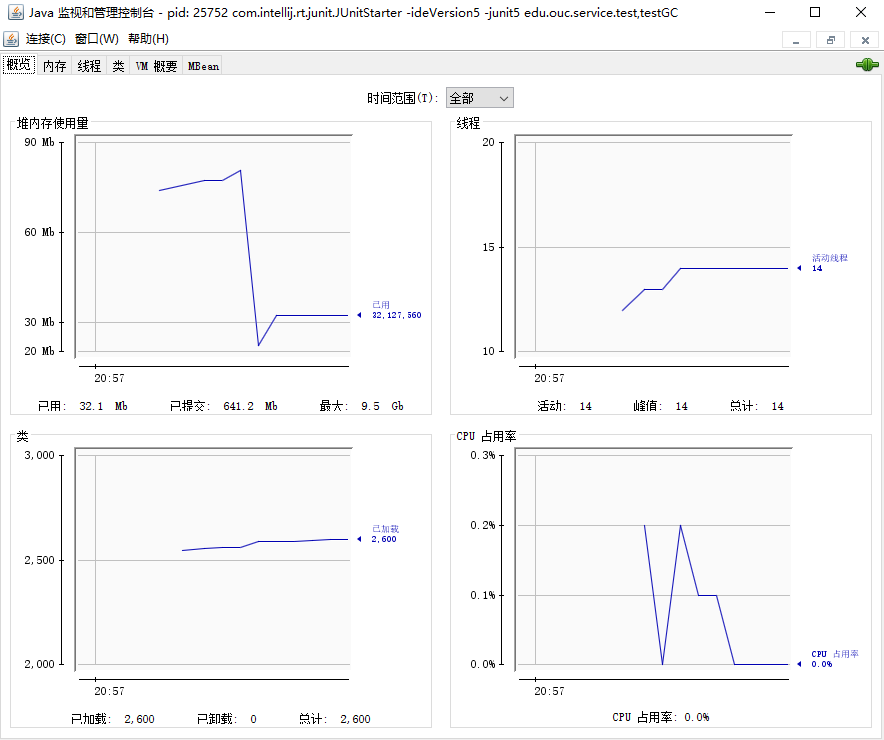 Java 监视和管理控制台 - pid: 25752 com.intellij.rt.junit.JUnitStarter -ideVersion5 -junit5 edu.ouc.service.test,testGC
连接(C) 窗口(W) 帮助(H)
概览 内存 线程 类 VM 概要 MBean
时间范围(T): 全部
堆内存使用量
90 Mb
60 Mb
30 Mb
20 Mb
已用
32,127,560
20:57
已用: 32.1 Mb 已提交: 641.2 Mb 最大: 9.5 Gb
线程
20
15
10
活动线程
14
20:57
活动: 14 峰值: 14 总计: 14
类
3,000
2,500
2,000
已加载
2,600
20:57
已加载: 2,600 已卸载: 0 总计: 2,600
CPU 占用率
0.3%
0.2%
0.1%
0.0%
CPU 占用率
0.0%
20:57
CPU 占用率: 0.0%